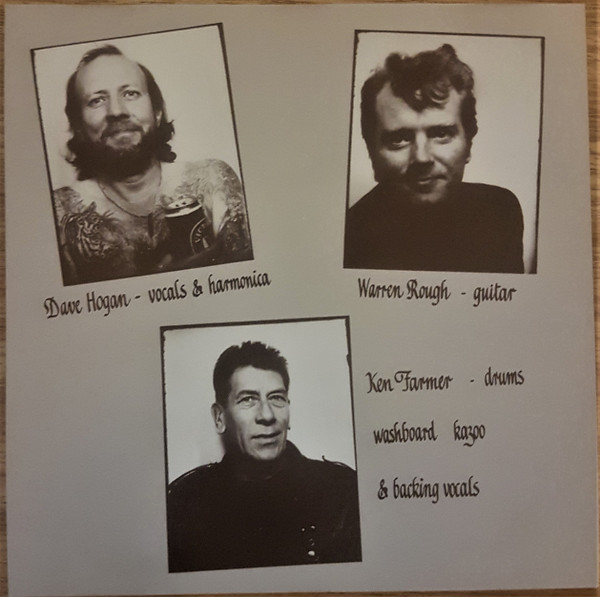 Dave Hogan - vocals & harmonica
Warren Rough - guitar
Ken Farmer - drums
washboard kazoo
& backing vocals